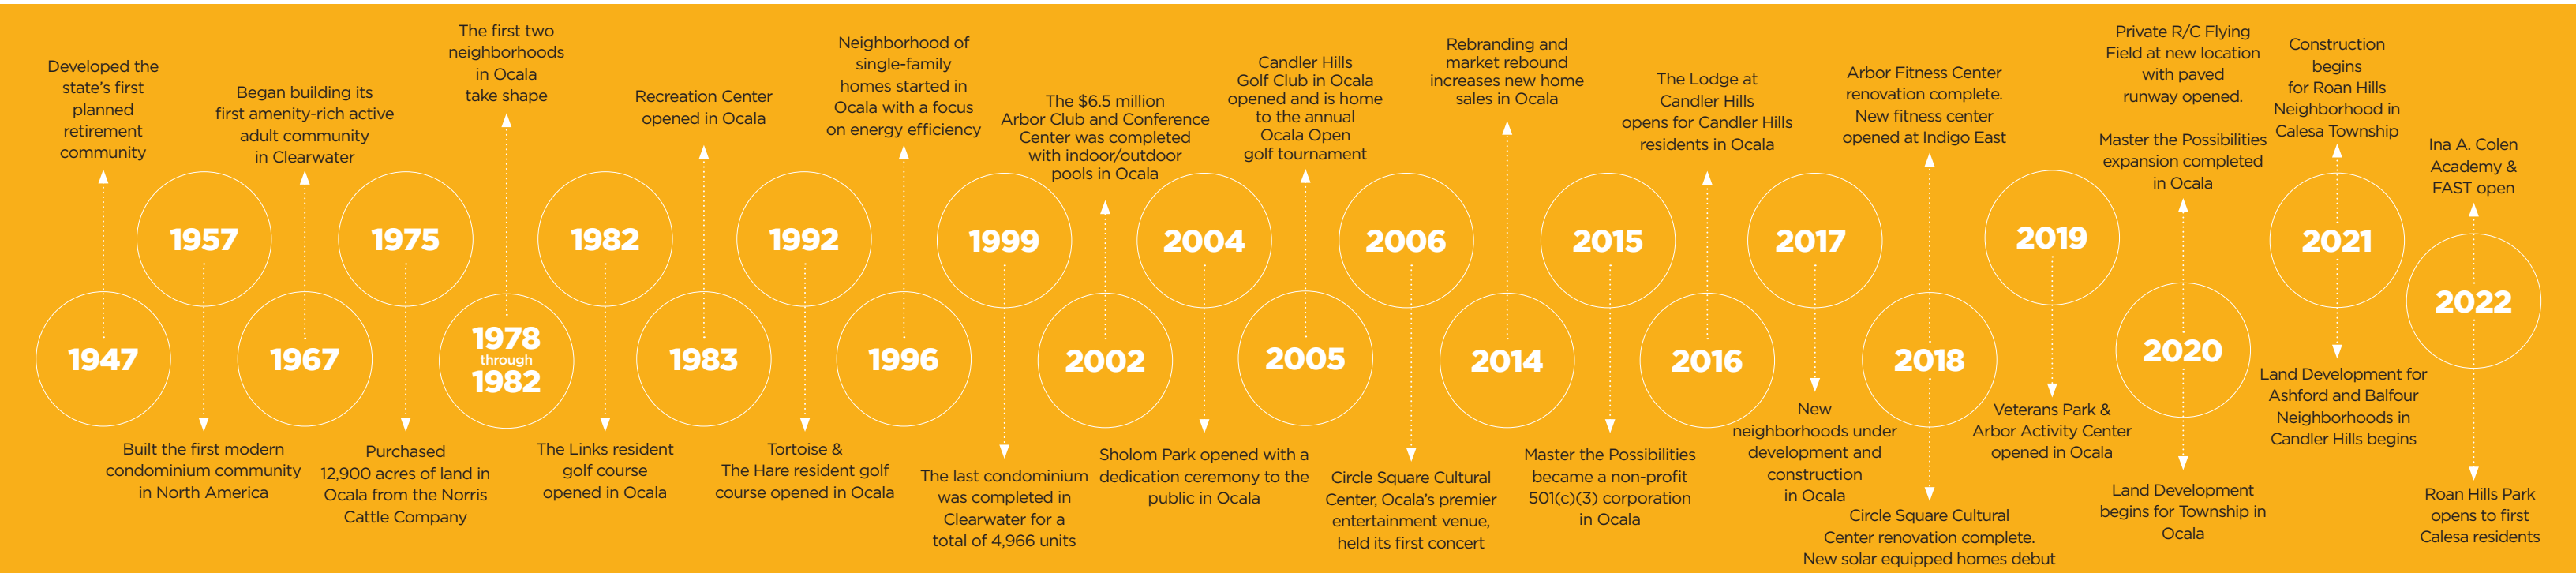 Developed the
state's first
planned
retirement
community
1947
1957
Built the first modern
condominium community
in North America
Began building its
first amenity-rich active
adult community
in Clearwater
1967
1975
Purchased
12,900 acres of land in
Ocala from the Norris
Cattle Company
The first two
neighborhoods
in Ocala
take shape
1978
through
1982
1982
The Links resident
golf course
opened in Ocala
Recreation Center
opened in Ocala
1983
1992
Tortoise &
The Hare resident golf
course opened in Ocala
Neighborhood of
single-family
homes started in
Ocala with a focus
on energy efficiency
1996
1999
The last condominium
was completed in
Clearwater for a
total of 4,966 units
The $6.5 million
Arbor Club and Conference
Center was completed
with indoor/outdoor
pools in Ocala
2002
2004
Sholom Park opened with a
dedication ceremony to the
public in Ocala
Candler Hills
Golf Club in Ocala
opened and is home
to the annual
Ocala Open
golf tournament
2005
2006
Circle Square Cultural
Center, Ocala's premier
entertainment venue,
held its first concert
Rebranding and
market rebound
increases new home
sales in Ocala
2014
2015
Master the Possibilities
became a non-profit
501(c)(3) corporation
in Ocala
The Lodge at
Candler Hills
opens for Candler Hills
residents in Ocala
2016
2017
New
neighborhoods under
development and
construction
in Ocala
Arbor Fitness Center
renovation complete.
New fitness center
opened at Indigo East
2018
Circle Square Cultural
Center renovation complete.
New solar equipped homes debut
2019
Veterans Park &
Arbor Activity Center
opened in Ocala
Private R/C Flying
Field at new location
with paved
runway opened.
Master the Possibilities
expansion completed
in Ocala
2020
Land Development
begins for Township in
Ocala
Construction
begins
for Roan Hills
Neighborhood in
Calesa Township
2021
Land Development for
Ashford and Balfour
Neighborhoods in
Candler Hills begins
Ina A. Colen
Academy &
FAST open
2022
Roan Hills Park
opens to first
Calesa residents